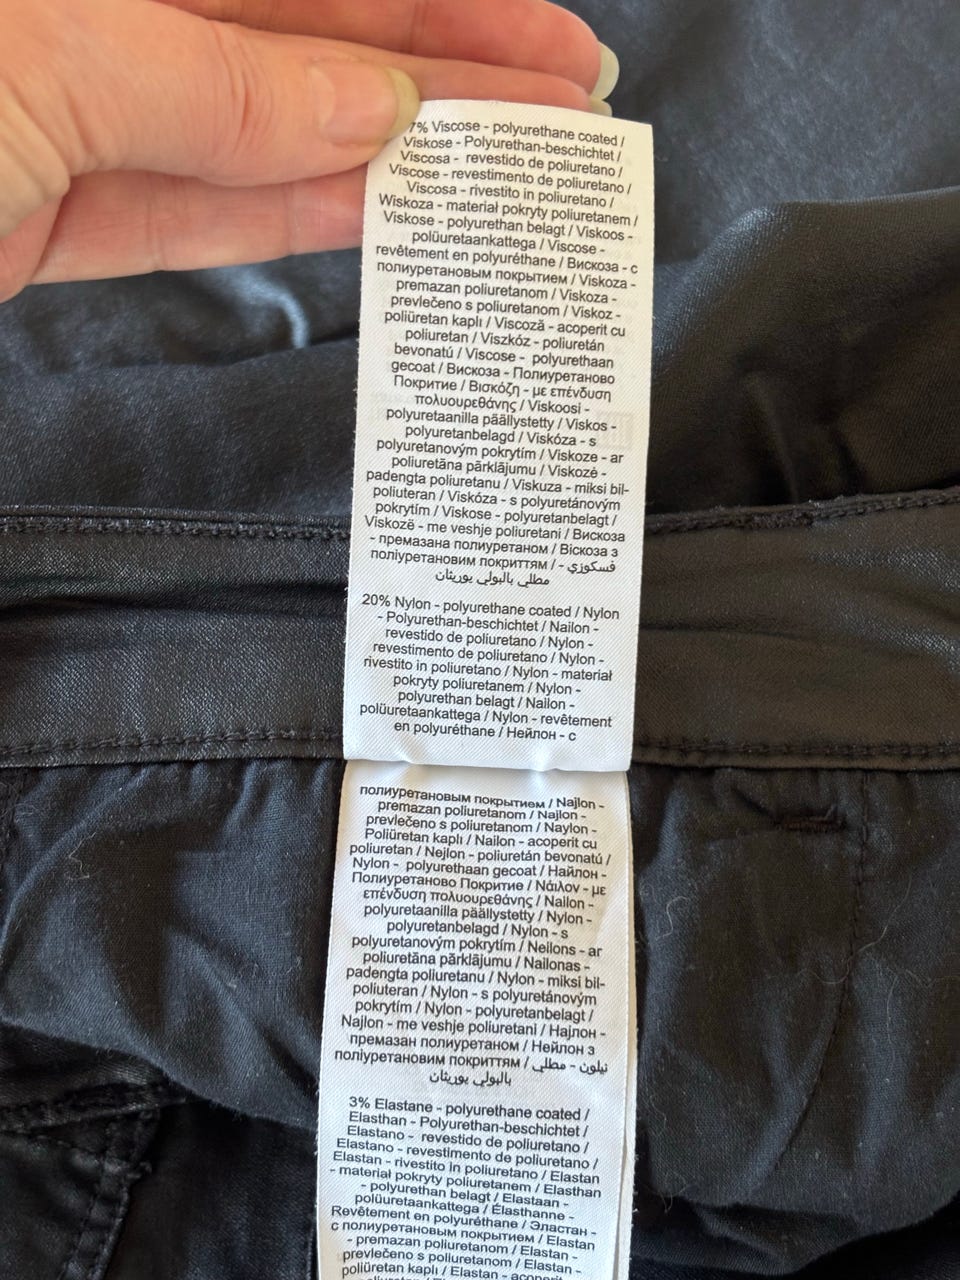 7% Viscose - polyurethane coated /
Viskose - Polyurethan-beschichtet /
Viscosa - revestido de poliuretano /
Viscose - revestimento de poliuretano /
Viscosa - rivestito in poliuretano /
Wiskoza - materiał pokryty poliuretanem /
Viskose - polyurethan belagt / Viskoos -
polüuretaankattega / Viscose -
revêtement en polyuréthane / Вискоза - с
полиуретановым покрытием / Viskoza -
premazan poliuretanom / Viskoza -
prevlečeno s poliuretanom / Viskoz -
poliüretan kaplı / Viscoză - acoperit cu
poliuretan / Viszkóz - poliuretán
bevonatú / Viscose - polyurethaan
gecoat / Вискоза - Полиуретаново
Покритие / Βισκόζη - με επένδυση
πολυουρεθάνης / Viskoosi -
polyuretaanilla päällystetty / Viskos -
polyuretanbelagd / Viskóza - s
polyuretanovým pokrytím / Viskoze - ar
poliuretāna pārklājumu / Viskozė -
padengta poliuretanu / Viskuza - miksi bil-
poliuteran / Viskóza - s polyuretánovým
pokrytím / Viskose - polyuretanbelagt /
Viskozë - me veshje poliuretani / Вискоза
- премазана полиуретаном / Віскоза з
поліуретановим покриттям / - فسكوزي
مطلي بالبولي يوريثان
20% Nylon - polyurethane coated / Nylon
- Polyurethan-beschichtet / Nailon -
revestido de poliuretano / Nylon -
revestimento de poliuretano / Nylon -
rivestito in poliuretano / Nylon - materiał
pokryty poliuretanem / Nylon -
polyurethan belagt / Nailon -
polüuretaankattega / Nylon - revêtement
en polyuréthane / Нейлон - с
полиуретановым покрытием / Najlon -
premazan poliuretanom / Najlon -
prevlečeno s poliuretanom / Naylon -
Poliüretan kaplı / Nailon - acoperit cu
poliuretan / Nejlon - poliuretán bevonatú /
Nylon - polyurethaan gecoat / Найлон -
Полиуретаново Покритие / Νάιλον - με
επένδυση πολυουρεθάνης / Nailon -
polyuretaanilla päällystetty / Nylon -
polyuretanbelagd / Nylon - s
polyuretanovým pokrytím / Neilons - ar
poliuretāna pārklājumu / Nailonas -
padengta poliuretanu / Nylon - miksi bil-
poliuteran / Nylon - s polyuretánovým
pokrytím / Nylon - polyuretanbelagt /
Najlon - me veshje poliuretani / Најлон -
премазан полиуретаном / Нейлон з
поліуретановим покриттям / نيلون - مطلي
بالبولي يوريثان
3% Elastane - polyurethane coated /
Elasthan - Polyurethan-beschichtet /
Elastano - revestido de poliuretano /
Elastano - revestimento de poliuretano /
Elastan - rivestito in poliuretano / Elastan
- materiał pokryty poliuretanem / Elasthan
- polyurethan belagt / Elastaan -
polüuretaankattega / Élasthanne -
Revêtement en polyuréthane / Эластан -
с полиуретановым покрытием / Elastan
- premazan poliuretanom / Elastan -
prevlečeno s poliuretanom / Elastan -
poliüretan kaplı / Elastan - acoperit cu